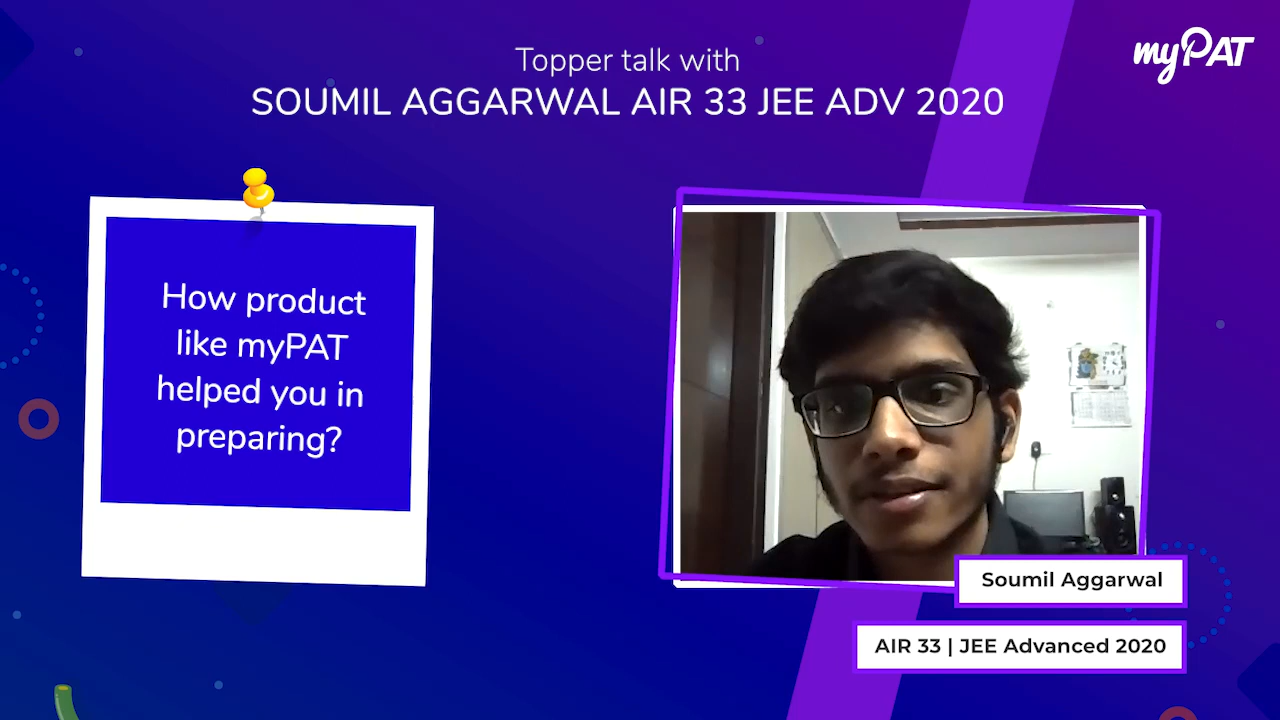 Topper talk with
SOUMIL AGGARWAL AIR 33 JEE ADV 2020
myPAT
How product
like myPAT
helped you in
preparing?
Soumil Aggarwal
AIR 33 | JEE Advanced 2020